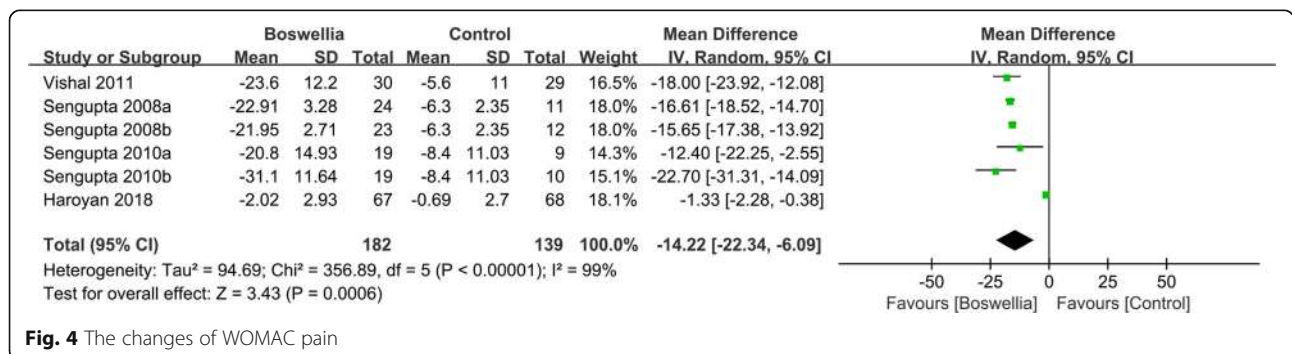 Boswellia Control Mean Difference Mean Difference
Study or Subgroup Mean SD Total Mean SD Total Weight IV, Random, 95% CI IV, Random, 95% CI
Vishal 2011 -23.6 12.2 30 -5.6 11 29 16.5% -18.00 [-23.92, -12.08]
Sengupta 2008a -22.91 3.28 24 -6.3 2.35 11 18.0% -16.61 [-18.52, -14.70]
Sengupta 2008b -21.95 2.71 23 -6.3 2.35 12 18.0% -15.65 [-17.38, -13.92]
Sengupta 2010a -20.8 14.93 19 -8.4 11.03 9 14.3% -12.40 [-22.25, -2.55]
Sengupta 2010b -31.1 11.64 19 -8.4 11.03 10 15.1% -22.70 [-31.31, -14.09]
Haroyan 2018 -2.02 2.93 67 -0.69 2.7 68 18.1% -1.33 [-2.28, -0.38]
Total (95% CI) 182 139 100.0% -14.22 [-22.34, -6.09]
Heterogeneity: Tau² = 94.69; Chi² = 356.89, df = 5 (P < 0.00001); I² = 99%
Test for overall effect: Z = 3.43 (P = 0.0006)
-50 -25 0 25 50
Favours [Boswellia] Favours [Control]
Fig. 4 The changes of WOMAC pain